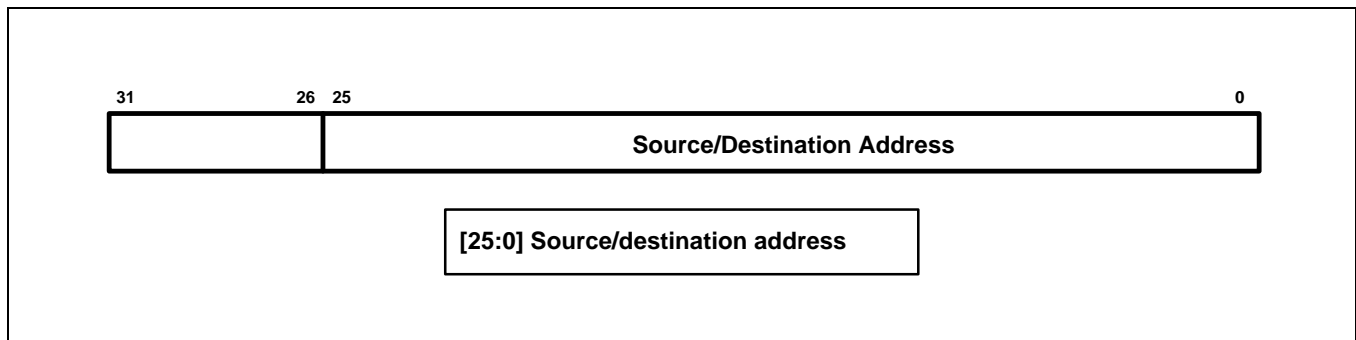 31 26 25 0
Source/Destination Address
[25:0] Source/destination address